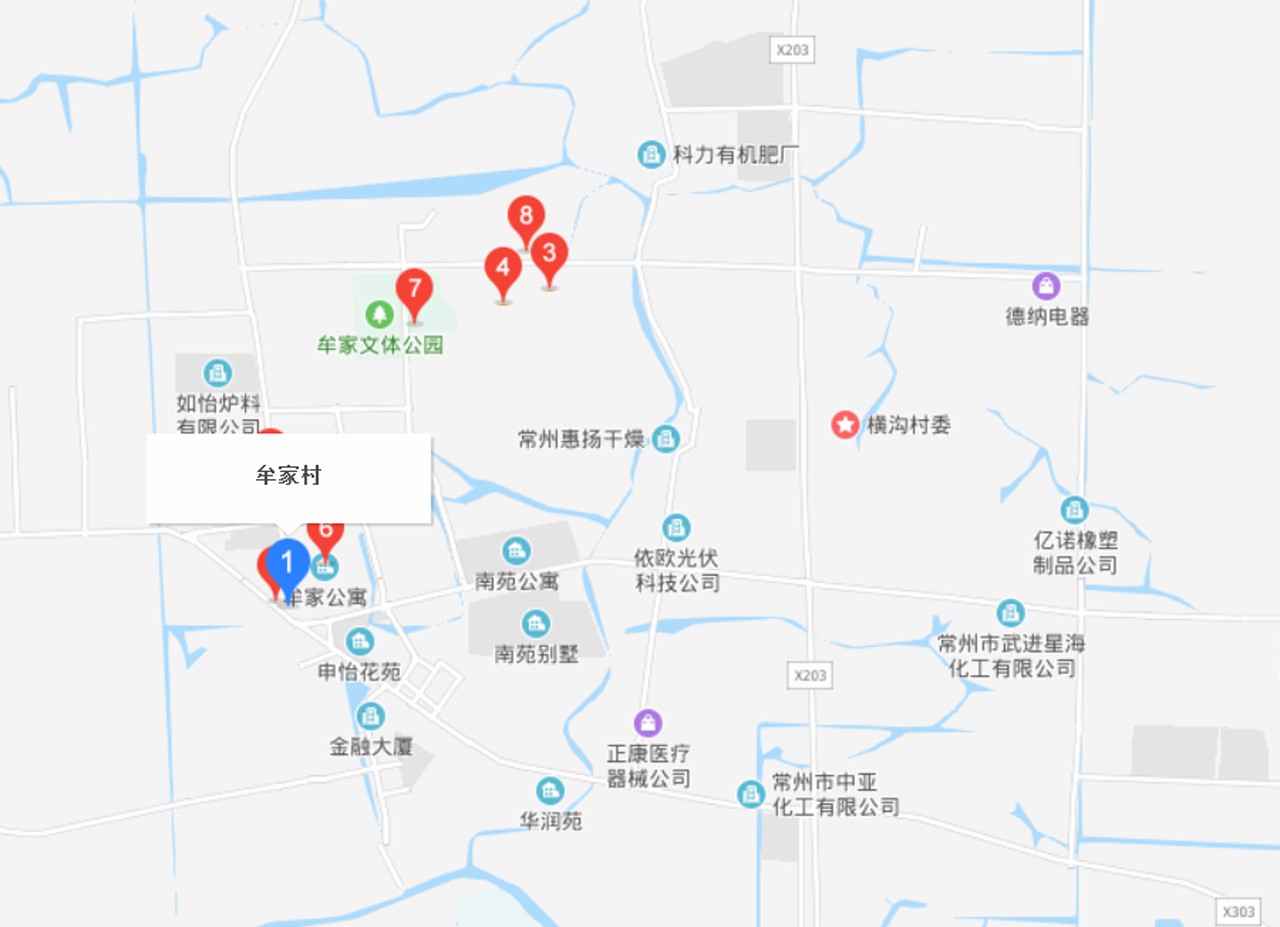 X203
科力有机肥厂
8
3
4
7
德纳电器
牟家文体公园
如怡炉料
有限公司
常州惠扬干燥
横沟村委
牟家村
6
1
牟家公寓
南苑公寓
依欧光伏
科技公司
亿诺橡塑
制品公司
南苑别墅
申怡花苑
常州市武进星海
化工有限公司
X203
金融大厦
正康医疗
器械公司
常州市中亚
化工有限公司
华润苑
X303